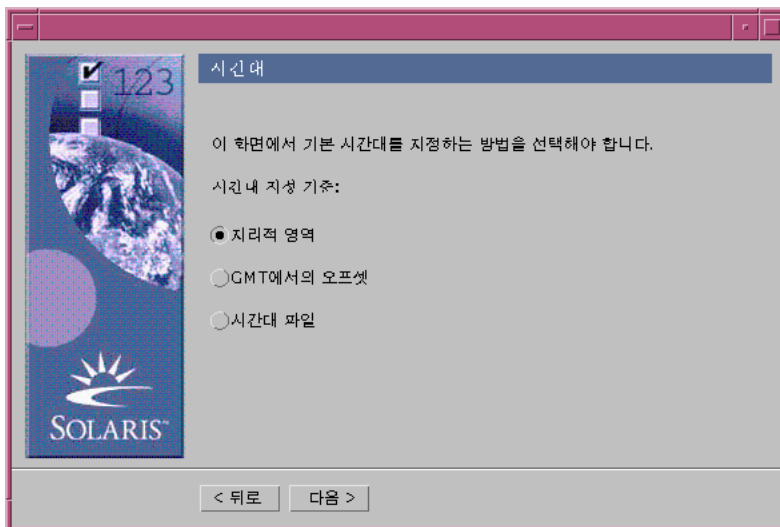 시간대
123
이 화면에서 기본 시간대를 지정하는 방법을 선택해야 합니다.
시간대 지정 기준:
지리적 영역
GMT에서의 오프셋
시간대 파일
SOLARIS™
< 뒤로
다음 >